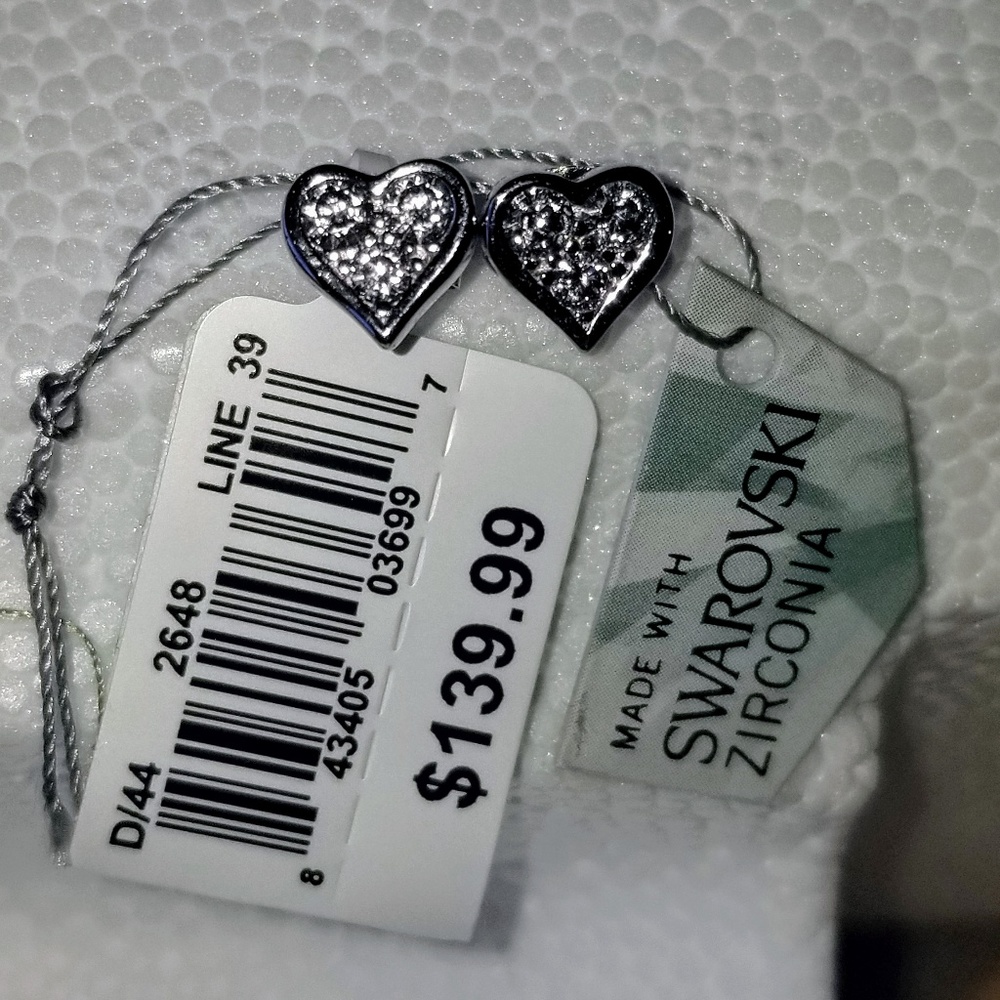 LINE 39
2648
D/44
8 43405 03699 7
$139.99
MADE WITH
SWAROVSKI
ZIRCONIA